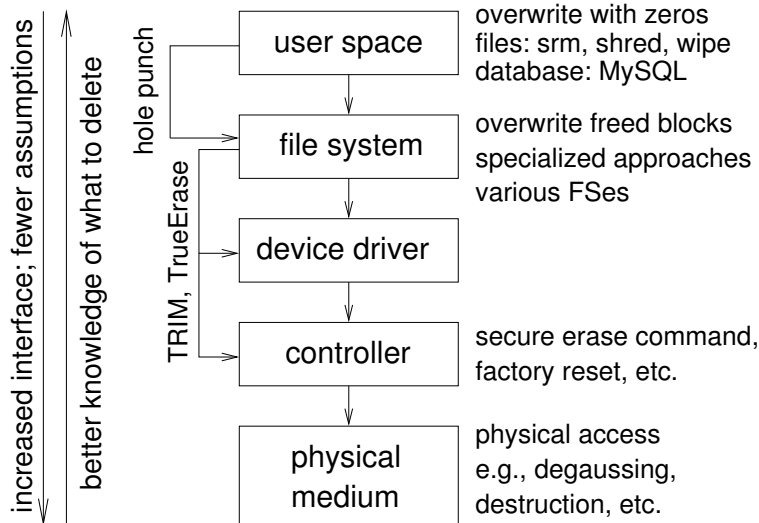 increased interface; fewer assumptions
better knowledge of what to delete
hole punch
TRIM, TrueErase
user space
overwrite with zeros
files: srm, shred, wipe
database: MySQL
file system
overwrite freed blocks
specialized approaches
various FSes
device driver
controller
secure erase command,
factory reset, etc.
physical
medium
physical access
e.g., degaussing,
destruction, etc.